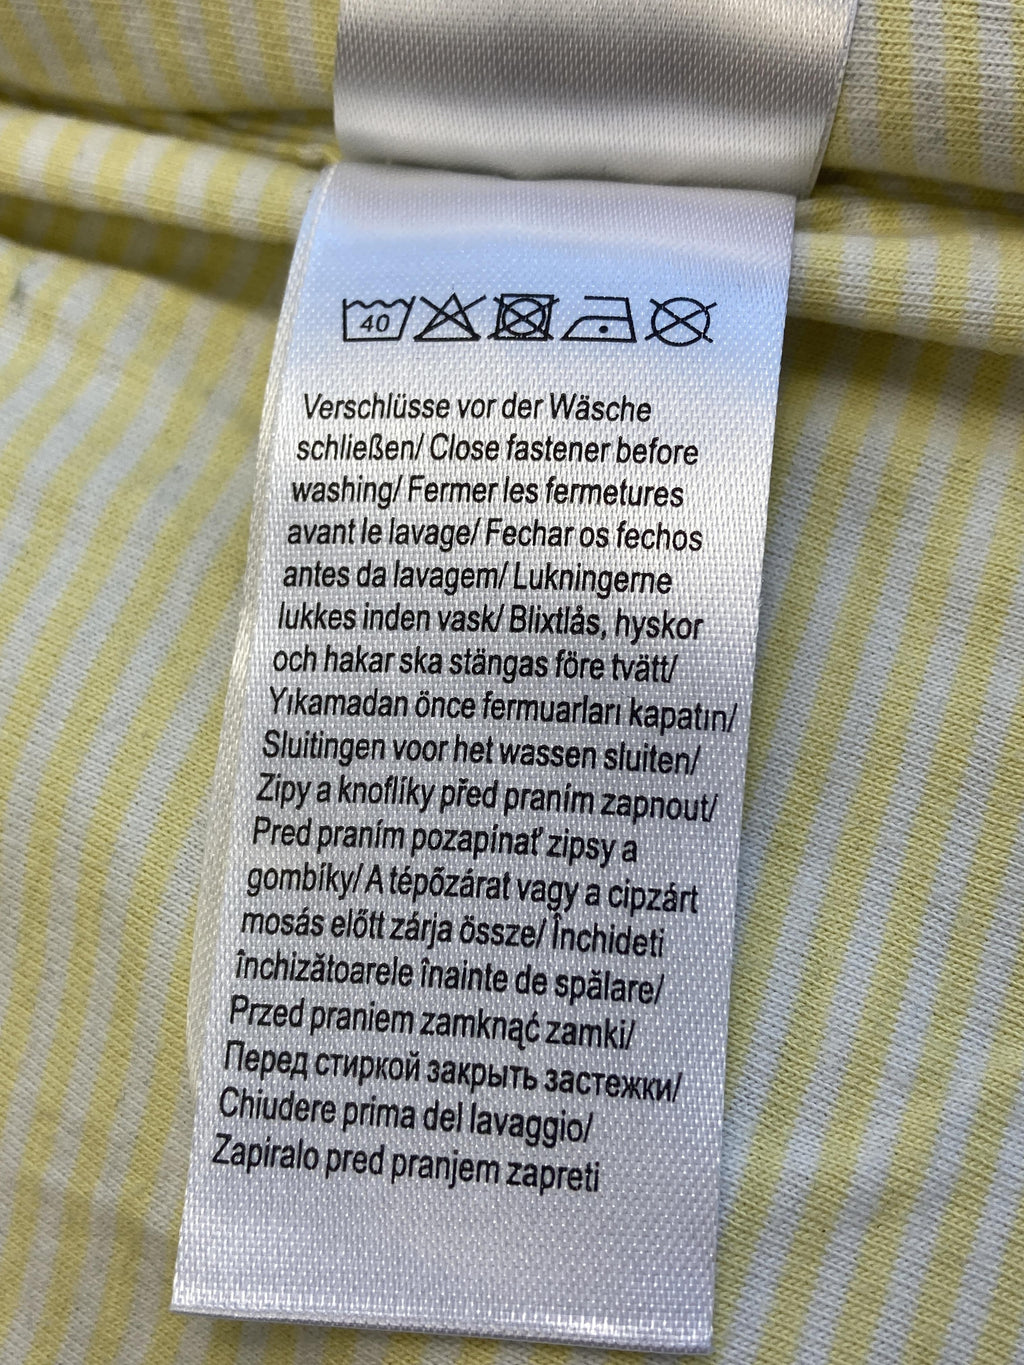 40
Verschlüsse vor der Wäsche
schließen/ Close fastener before
washing/ Fermer les fermetures
avant le lavage/ Fechar os fechos
antes da lavagem/ Lukningerne
lukkes inden vask/ Blixtlås, hyskor
och hakar ska stängas före tvätt/
Yıkamadan önce fermuarları kapatın/
Sluitingen voor het wassen sluiten/
Zipy a knoflíky před praním zapnout/
Pred praním pozapínať zipsy a
gombíky/ A tépőzárat vagy a cipzárt
mosás előtt zárja össze/ Închideti
închizătoarele înainte de spălare/
Przed praniem zamknąć zamki/
Перед стиркой закрыть застежки/
Chiudere prima del lavaggio/
Zapiralo pred pranjem zapreti